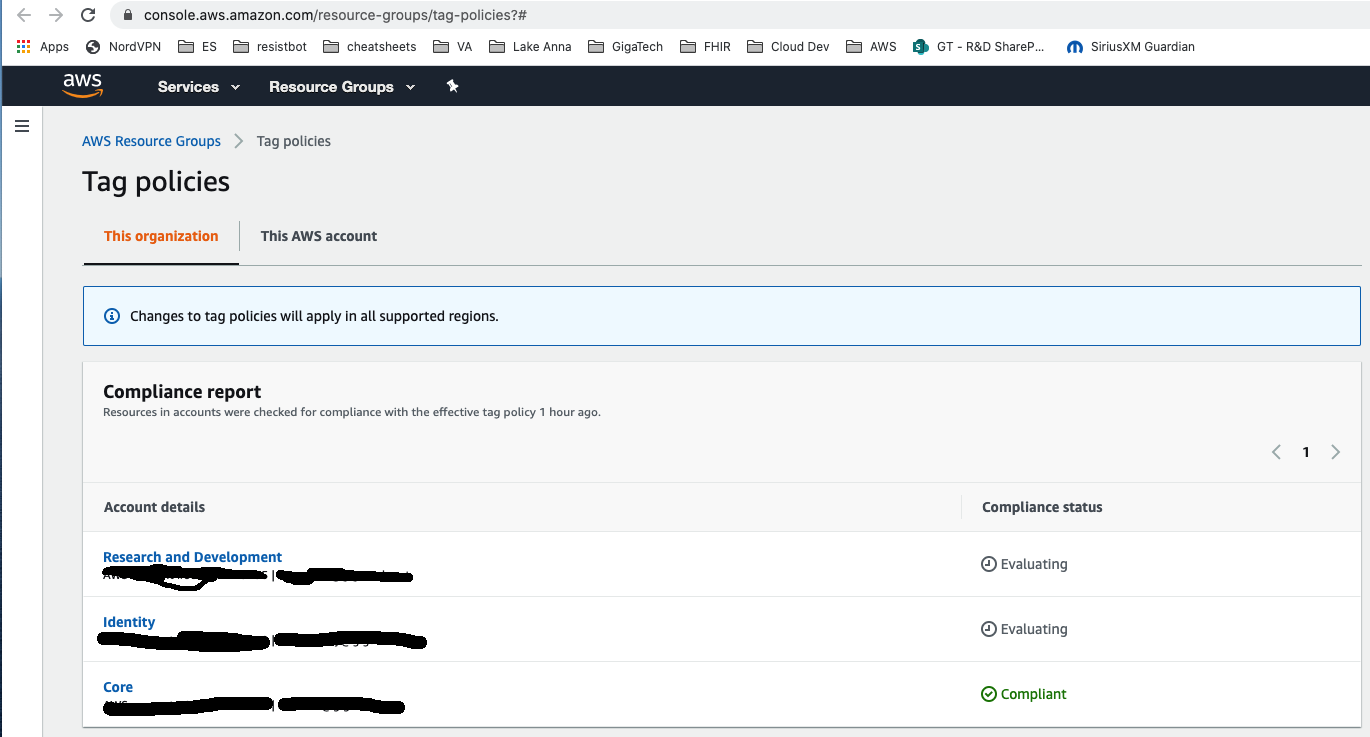 console.aws.amazon.com/resource-groups/tag-policies?#
Apps NordVPN ES resistbot cheatsheets VA Lake Anna GigaTech FHIR Cloud Dev AWS GT - R&D ShareP... SiriusXM Guardian
aws Services Resource Groups
AWS Resource Groups > Tag policies
Tag policies
This organization This AWS account
Changes to tag policies will apply in all supported regions.
Compliance report
Resources in accounts were checked for compliance with the effective tag policy 1 hour ago.
< 1 >
Account details Compliance status
Research and Development
Evaluating
Identity
Evaluating
Core
Compliant